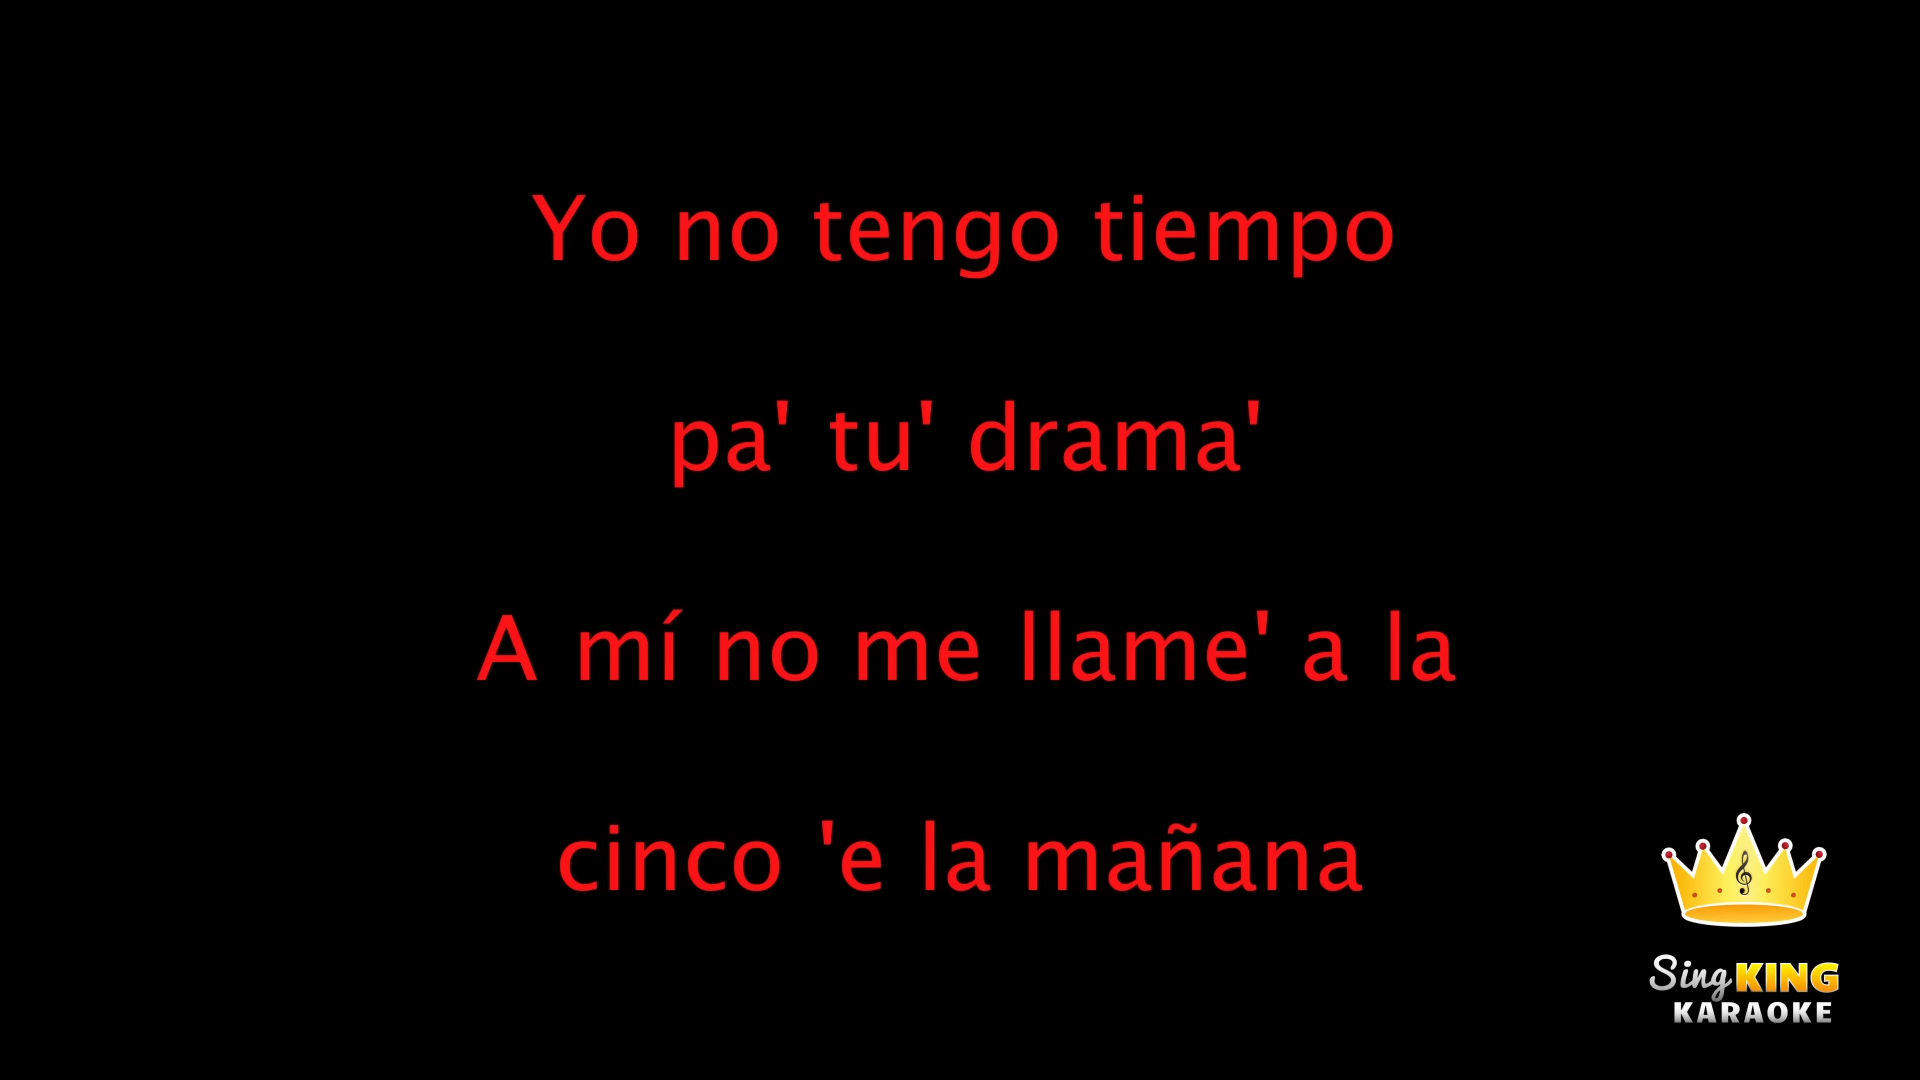 Yo no tengo tiempo
pa' tu' drama'
A mí no me llame' a la
cinco 'e la mañana
Sing KING
KARAOKE